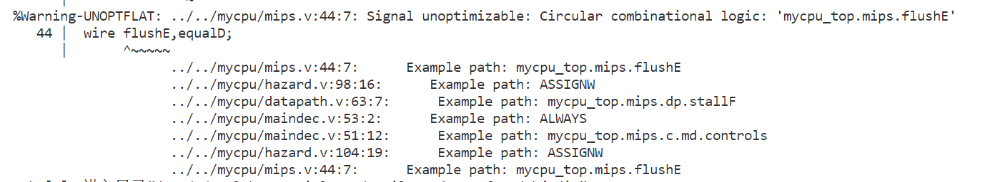 %Warning-UNOPTFLAT: ../../mycpu/mips.v:44:7: Signal unoptimizable: Circular combinational logic: 'mycpu_top.mips.flushE'
44 | wire flushE,equalD;
| ^~~~~~
../../mycpu/mips.v:44:7: Example path: mycpu_top.mips.flushE
../../mycpu/hazard.v:98:16: Example path: ASSIGNW
../../mycpu/datapath.v:63:7: Example path: mycpu_top.mips.dp.stallF
../../mycpu/maindec.v:53:2: Example path: ALWAYS
../../mycpu/maindec.v:51:12: Example path: mycpu_top.mips.c.md.controls
../../mycpu/hazard.v:104:19: Example path: ASSIGNW
../../mycpu/mips.v:44:7: Example path: mycpu_top.mips.flushE